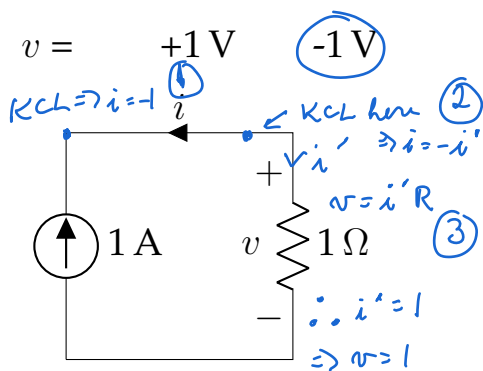 v = +1 V -1 V
①
KCL ⇒ i = -1
i
KCL here ②
⇒ i = -i'
+
i'
v = i'R
1 A
v
1 Ω
③
−
∴ i' = 1
⇒ v = 1